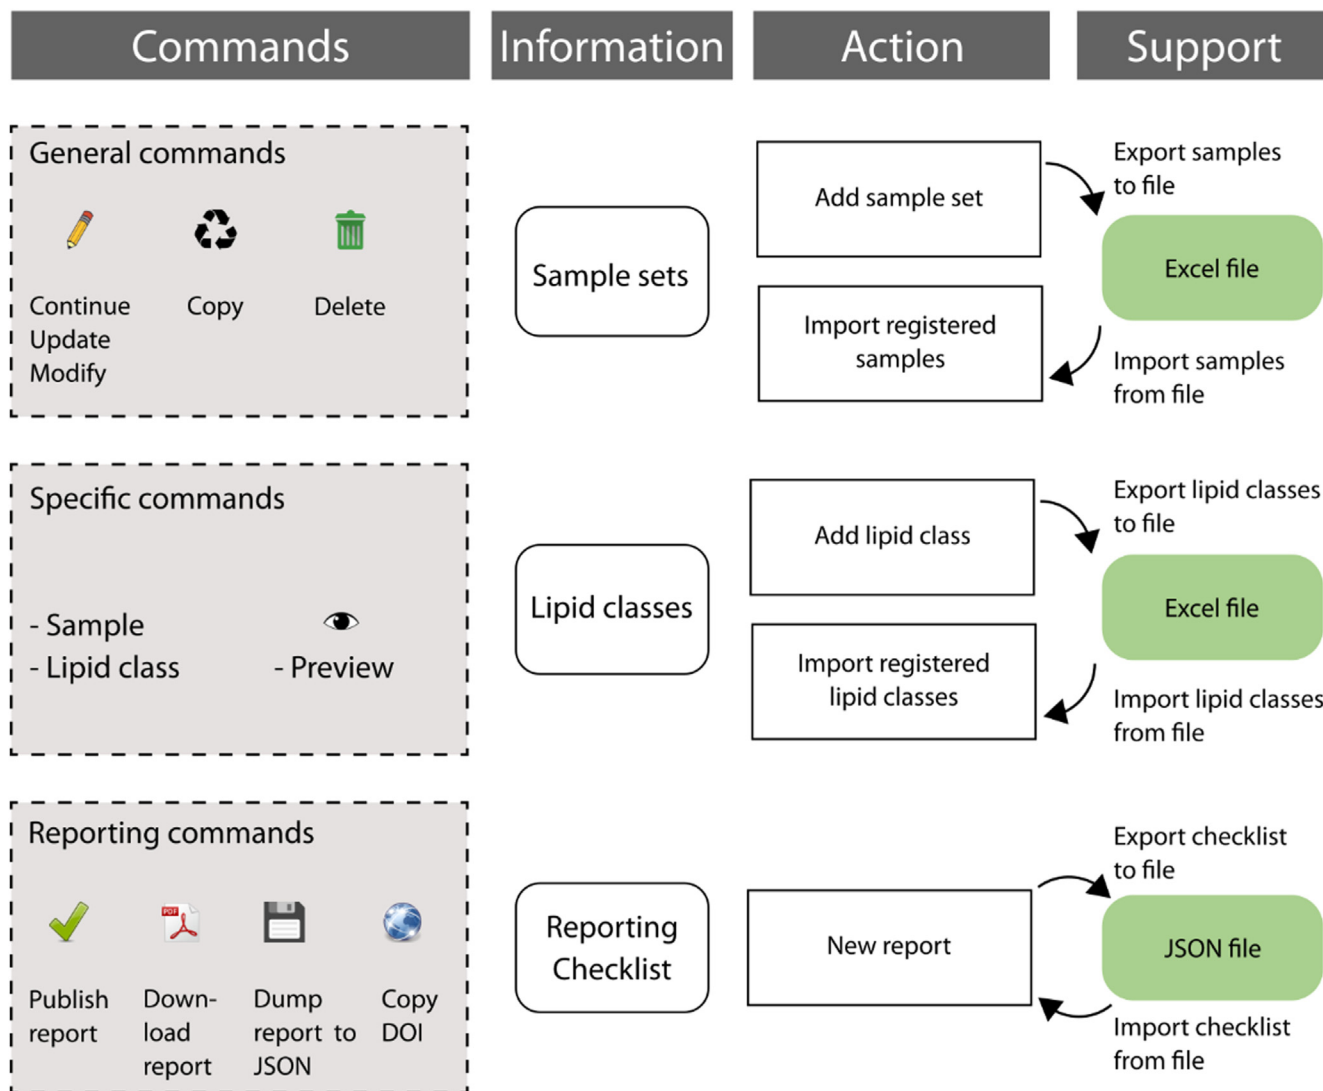 Commands
Information
Action
Support
General commands
Continue
Update
Modify
Copy
Delete
Sample sets
Add sample set
Import registered
samples
Export samples
to file
Excel file
Import samples
from file
Specific commands
- Sample
- Lipid class
- Preview
Lipid classes
Add lipid class
Import registered
lipid classes
Export lipid classes
to file
Excel file
Import lipid classes
from file
Reporting commands
PDF
Publish
report
Down-
load
report
Dump
report to
JSON
Copy
DOI
Reporting
Checklist
New report
Export checklist
to file
JSON file
Import checklist
from file